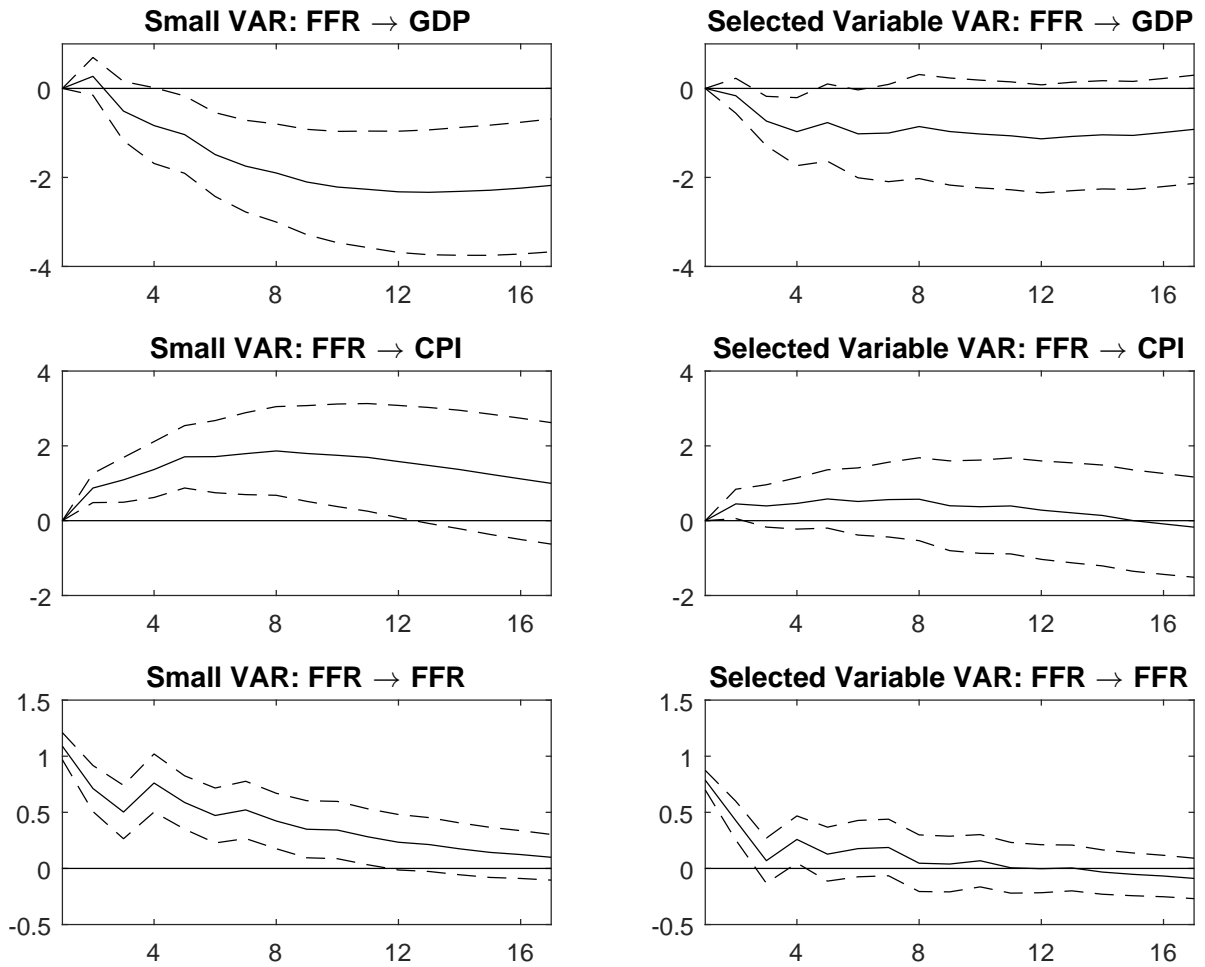 Small VAR: FFR → GDP
0
-2
-4
4 8 12 16
Selected Variable VAR: FFR → GDP
0
-2
-4
4 8 12 16
Small VAR: FFR → CPI
4
2
0
-2
4 8 12 16
Selected Variable VAR: FFR → CPI
4
2
0
-2
4 8 12 16
Small VAR: FFR → FFR
1.5
1
0.5
0
-0.5
4 8 12 16
Selected Variable VAR: FFR → FFR
1.5
1
0.5
0
-0.5
4 8 12 16